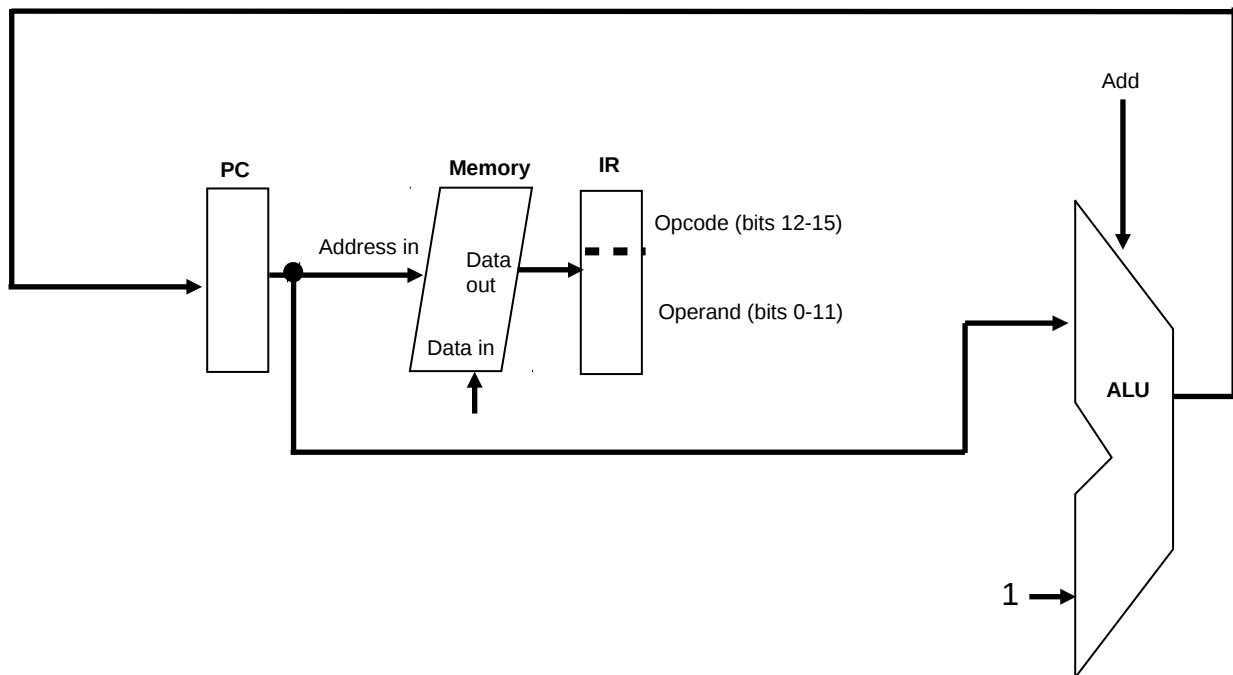 Add
PC
Memory
IR
Opcode (bits 12-15)
Address in
Data
out
Operand (bits 0-11)
Data in
ALU
1